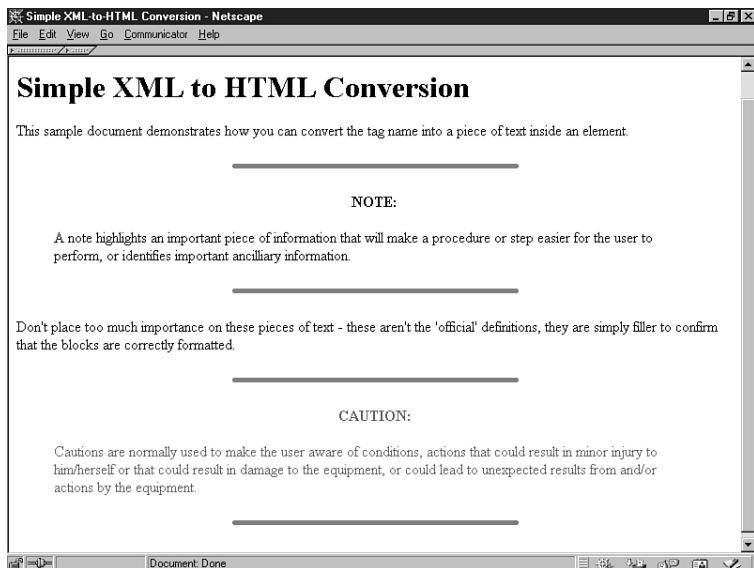 Simple XML-to-HTML Conversion - Netscape
File Edit View Go Communicator Help
Simple XML to HTML Conversion
This sample document demonstrates how you can convert the tag name into a piece of text inside an element.
NOTE:
A note highlights an important piece of information that will make a procedure or step easier for the user to
perform, or identifies important ancilliary information.
Don't place too much importance on these pieces of text - these aren't the 'official' definitions, they are simply filler to confirm
that the blocks are correctly formatted.
CAUTION:
Cautions are normally used to make the user aware of conditions, actions that could result in minor injury to
him/herself or that could result in damage to the equipment, or could lead to unexpected results from and/or
actions by the equipment.
Document: Done